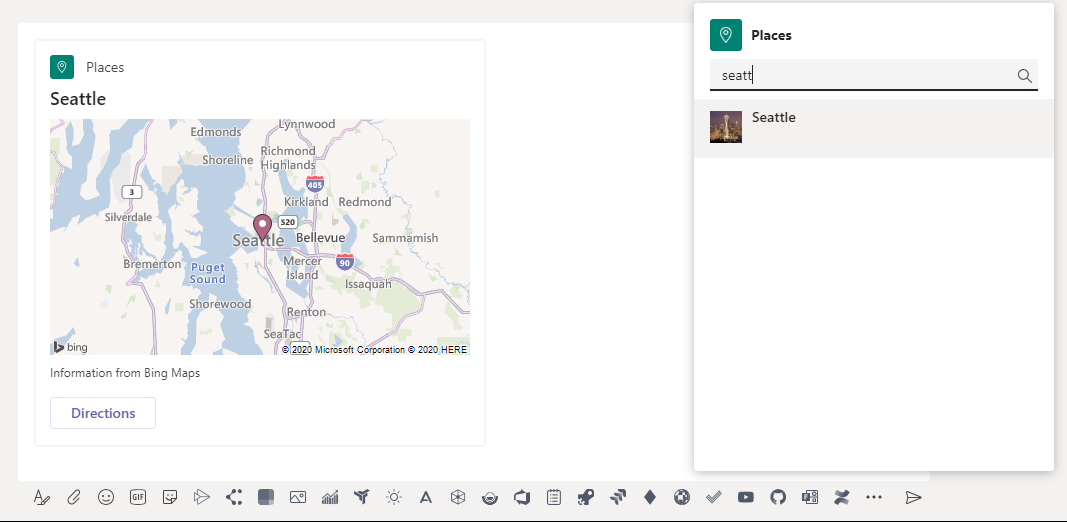 Places
Seattle
Lynnwood
Edmonds
Shoreline
Richmond
Highlands
405
3
Kirkland
Redmond
Silverdale
520
Seattle
Bellevue
Sammamish
Bremerton
Puget
Sound
Mercer
Island
90
Issaquah
Shorewood
Renton
SeaTac
bing
© 2020 Microsoft Corporation © 2020 HERE
Information from Bing Maps
Directions
Places
seatt
Seattle
GIF